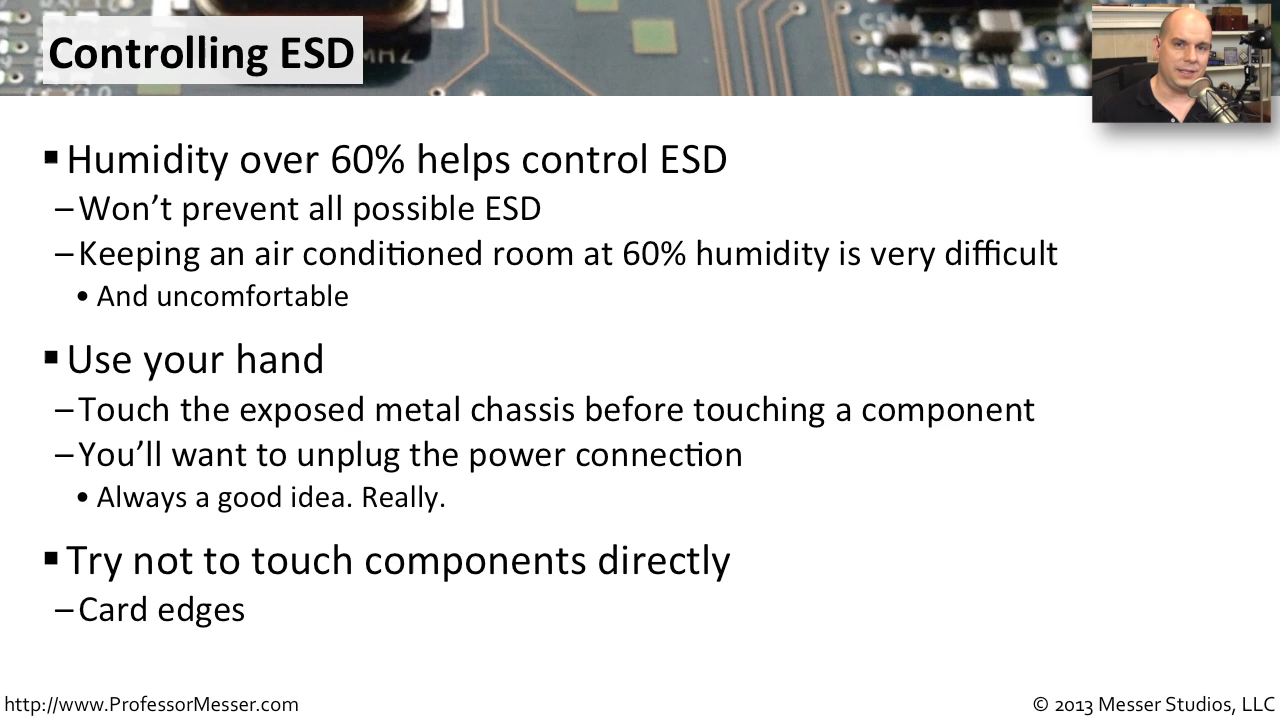 Controlling ESD
▪ Humidity over 60% helps control ESD
– Won’t prevent all possible ESD
– Keeping an air conditioned room at 60% humidity is very difficult
• And uncomfortable
▪ Use your hand
– Touch the exposed metal chassis before touching a component
– You’ll want to unplug the power connection
• Always a good idea. Really.
▪ Try not to touch components directly
– Card edges
http://www.ProfessorMesser.com
© 2013 Messer Studios, LLC